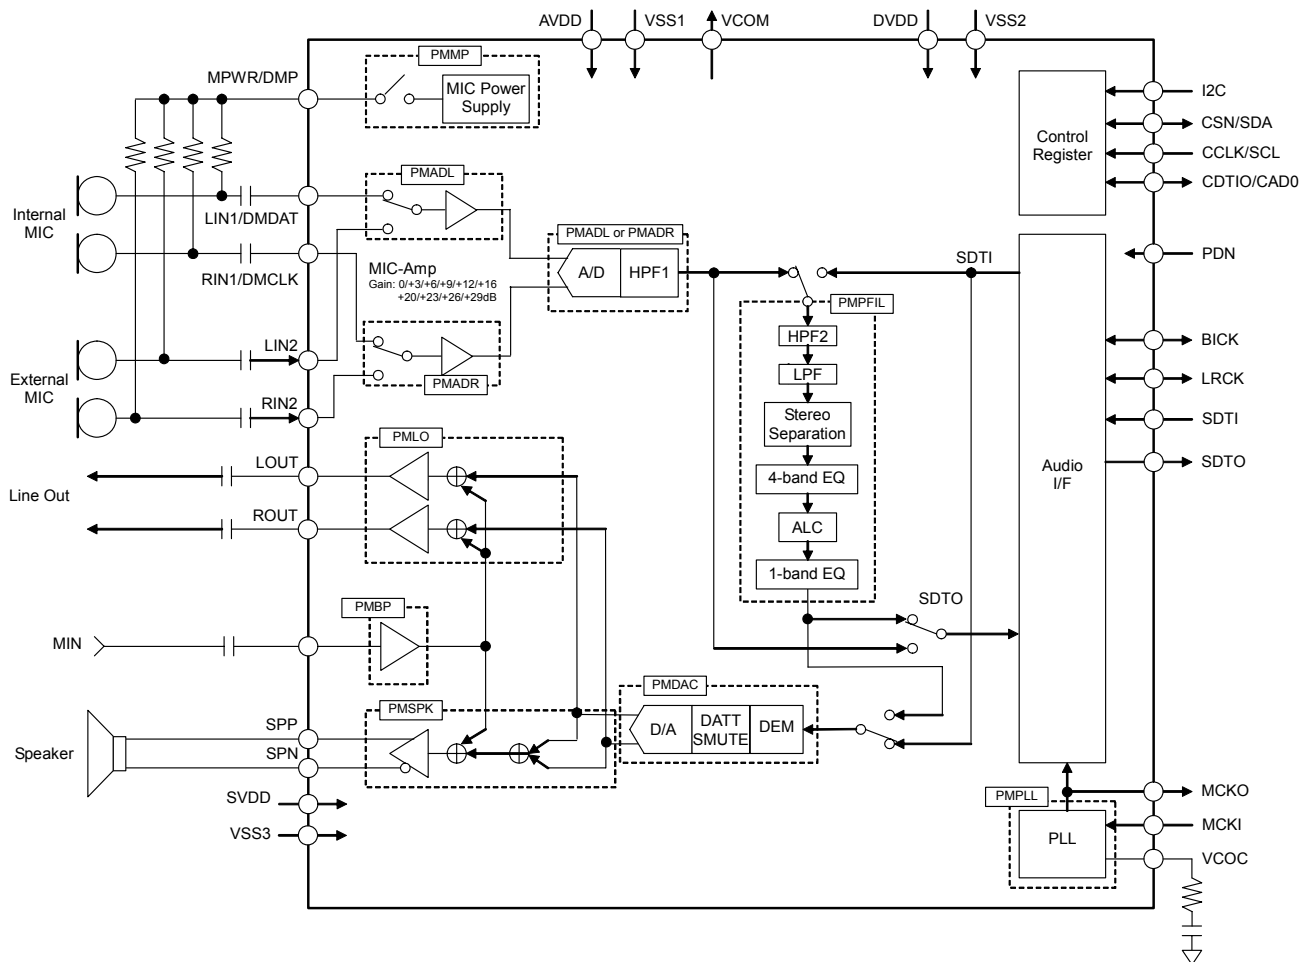 AVDD
VSS1
VCOM
DVDD
VSS2
PMMP
MPWR/DMP
MIC Power
Supply
I2C
CSN/SDA
CCLK/SCL
CDTIO/CAD0
Control
Register
PMADL
Internal
MIC
LIN1/DMDAT
RIN1/DMCLK
PMADL or PMADR
A/D
HPF1
SDTI
PDN
MIC-Amp
Gain: 0/+3/+6/+9/+12/+16
+20/+23/+26/+29dB
PMPFIL
HPF2
LPF
Stereo
Separation
4-band EQ
ALC
1-band EQ
BICK
LRCK
SDTI
SDTO
Audio
I/F
External
MIC
LIN2
RIN2
PMADR
PMLO
LOUT
Line Out
ROUT
PMBP
MIN
SDTO
PMDAC
D/A
DATT
SMUTE
DEM
PMSPK
SPP
Speaker
SPN
SVDD
VSS3
PMPLL
PLL
MCKO
MCKI
VCOC